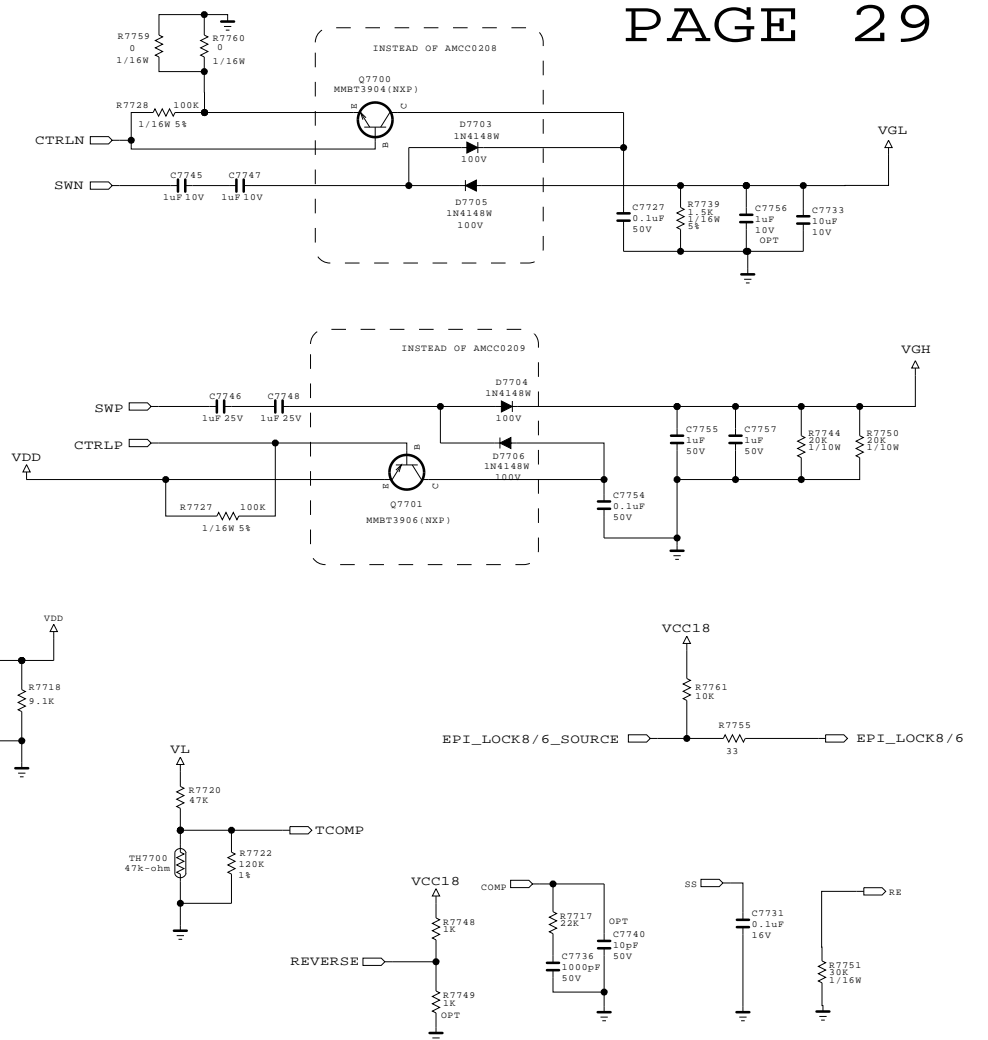 PAGE 29
R7759
0
1/16W
R7760
0
1/16W
INSTEAD OF AMCC0208
Q7700
MMBT3904(NXP)
E
C
B
R7728 100K
1/16W 5%
CTRLN
SWN
C7745
1uF 10V
C7747
1uF 10V
D7703
1N4148W
100V
D7705
1N4148W
100V
VGL
C7727
0.1uF
50V
R7739
1.5K
1/16W
5%
C7756
1uF
10V
OPT
C7733
10uF
10V
INSTEAD OF AMCC0209
VGH
SWP
C7746
1uF 25V
C7748
1uF 25V
D7704
1N4148W
100V
CTRLP
VDD
B
E
C
D7706
1N4148W
100V
Q7701
MMBT3906(NXP)
R7727 100K
1/16W 5%
C7754
0.1uF
50V
C7755
1uF
50V
C7757
1uF
50V
R7744
20K
1/10W
R7750
20K
1/10W
VDD
R7718
9.1K
VCC18
R7761
10K
EPI_LOCK8/6_SOURCE
R7755
33
EPI_LOCK8/6
VL
R7720
47K
TCOMP
TH7700
47k-ohm
R7722
120K
1%
VCC18
R7748
1K
REVERSE
R7749
1K
OPT
COMP
R7717
22K
C7736
1000pF
50V
OPT
C7740
10pF
50V
SS
C7731
0.1uF
16V
RE
R7751
30K
1/16W